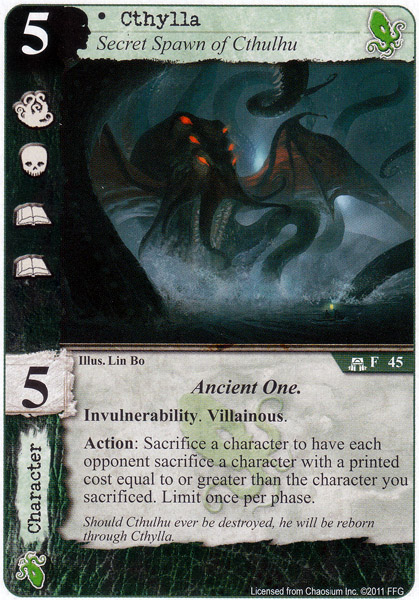 5
• Cthylla
Secret Spawn of Cthulhu
Illus. Lin Bo
F 45
5
Ancient One.
Invulnerability. Villainous.
Action: Sacrifice a character to have each
opponent sacrifice a character with a printed
cost equal to or greater than the character you
sacrificed. Limit once per phase.
Should Cthulhu ever be destroyed, he will be reborn
through Cthylla.
Character
Licensed from Chaosium Inc. ©2011 FFG